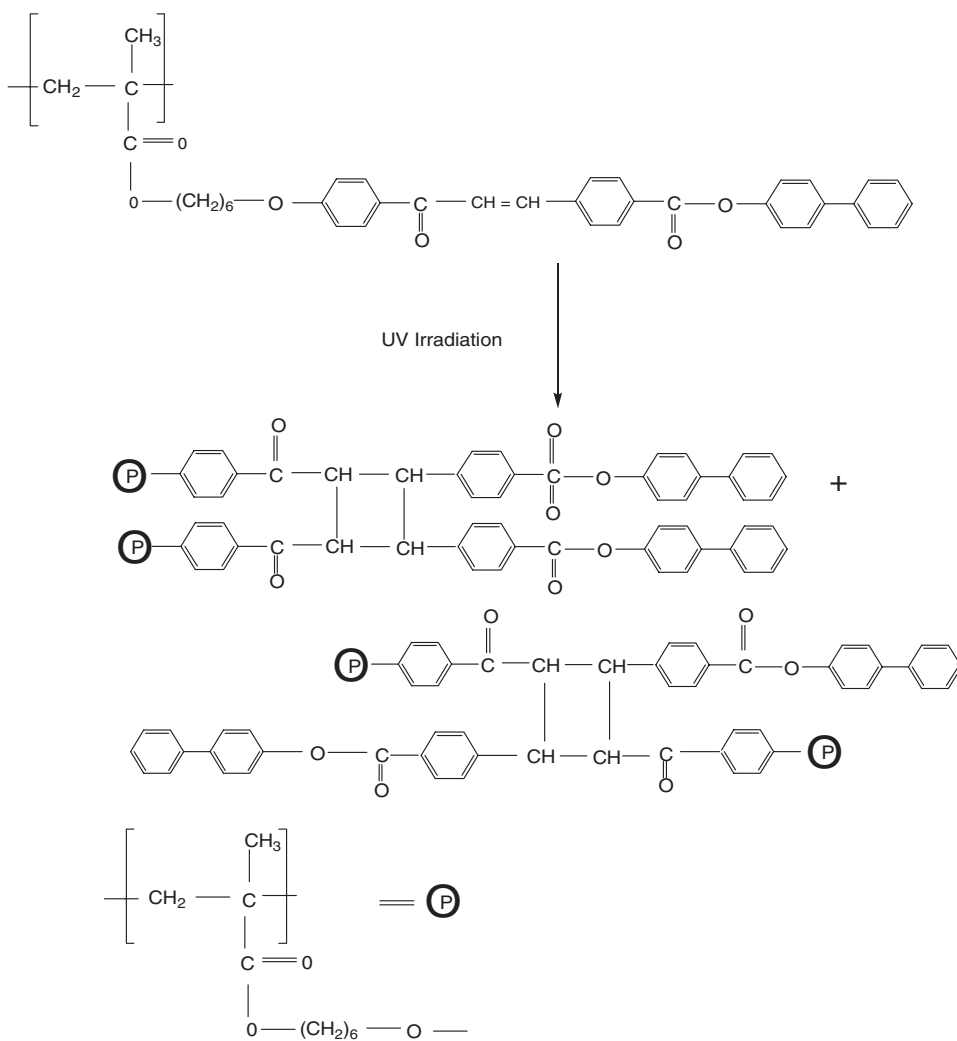 CH3
CH2 C
C 0
0 (CH2)6 O C CH = CH C O
O O
UV Irradiation
O O
P C CH CH C O +
O
O
P C CH CH C O
O O
O O
P C CH CH C O
O C CH CH C P
O O
CH3
CH2 C P
C 0
0 (CH2)6 O